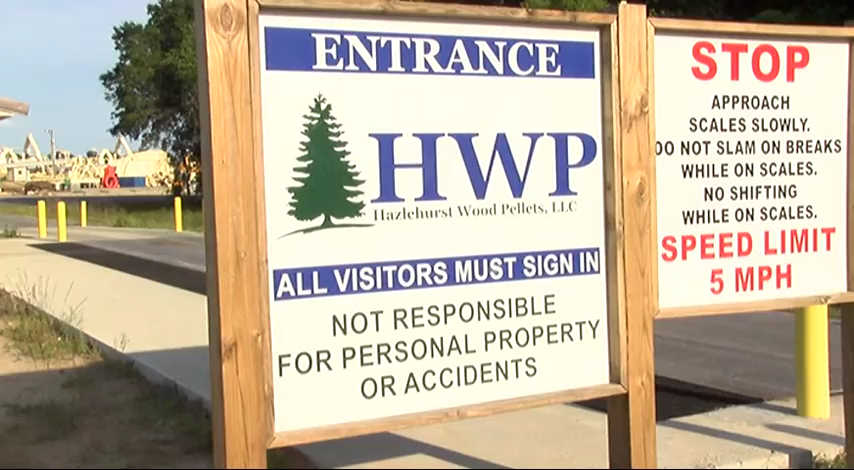 ENTRANCE
HWP
Hazlehurst Wood Pellets, LLC
ALL VISITORS MUST SIGN IN
NOT RESPONSIBLE
FOR PERSONAL PROPERTY
OR ACCIDENTS
STOP
APPROACH
SCALES SLOWLY.
DO NOT SLAM ON BREAKS
WHILE ON SCALES.
NO SHIFTING
WHILE ON SCALES.
SPEED LIMIT
5 MPH